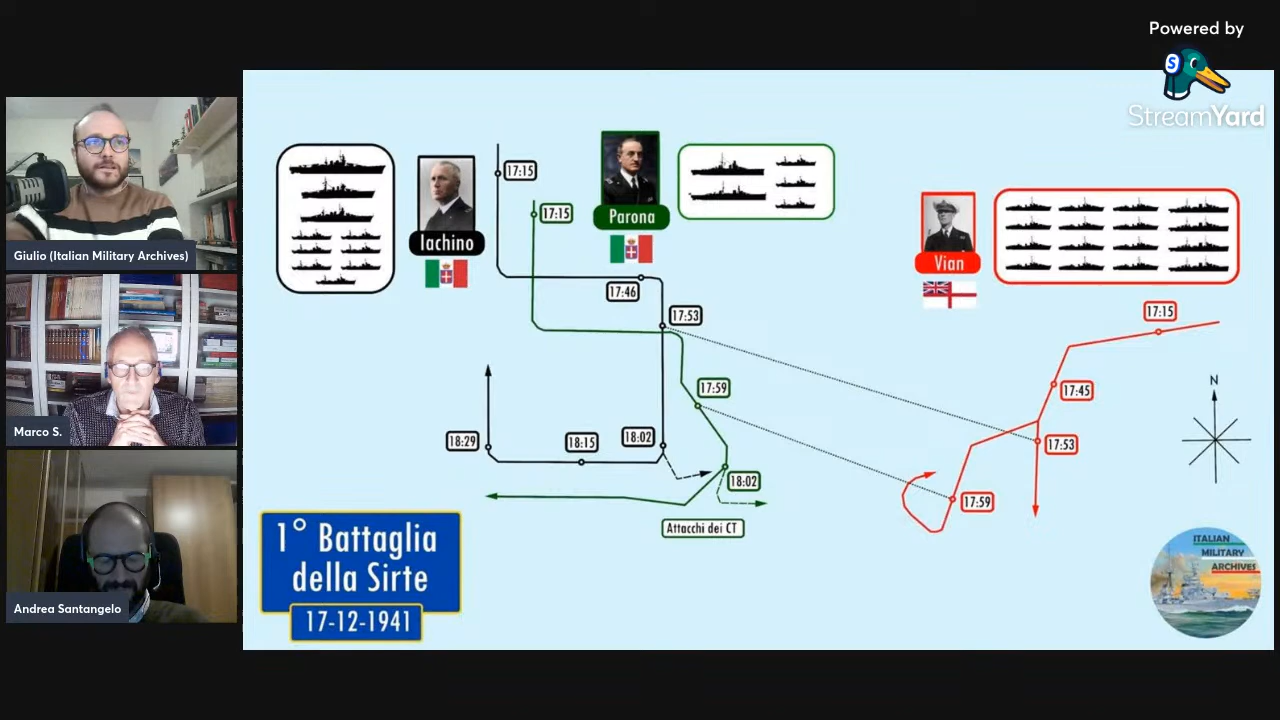 Powered by
StreamYard
Giulio (Italian Military Archives)
Marco S.
Andrea Santangelo
Iachino
17:15
17:15
Parona
Vian
17:46
17:53
17:59
18:02
18:02
18:15
18:29
Attacchi dei CT
17:15
17:45
17:53
17:59
N
1° Battaglia
della Sirte
17-12-1941
ITALIAN
MILITARY
ARCHIVES